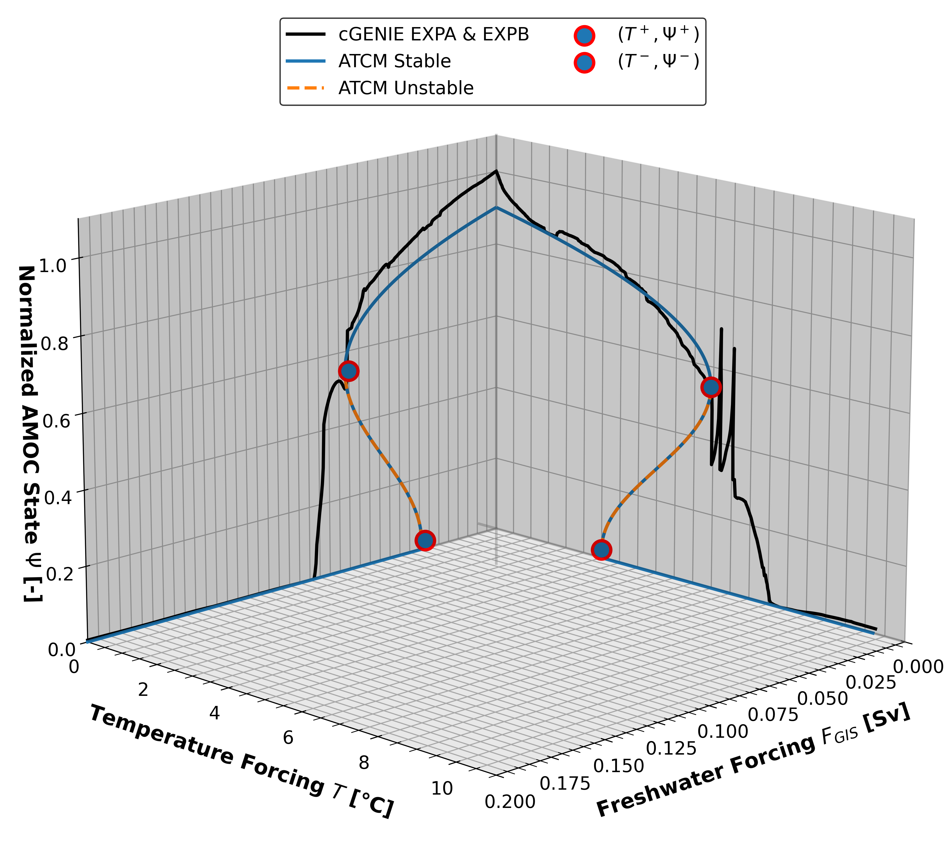 cGENIE EXPA & EXPB
ATCM Stable
ATCM Unstable
(T⁺, Ψ⁺)
(T⁻, Ψ⁻)
Normalized AMOC State Ψ [-]
1.0
0.8
0.6
0.4
0.2
0.0
0
2
4
6
8
10
Temperature Forcing T [°C]
0.200
0.175
0.150
0.125
0.100
0.075
0.050
0.025
0.000
Freshwater Forcing F_GIS [Sv]